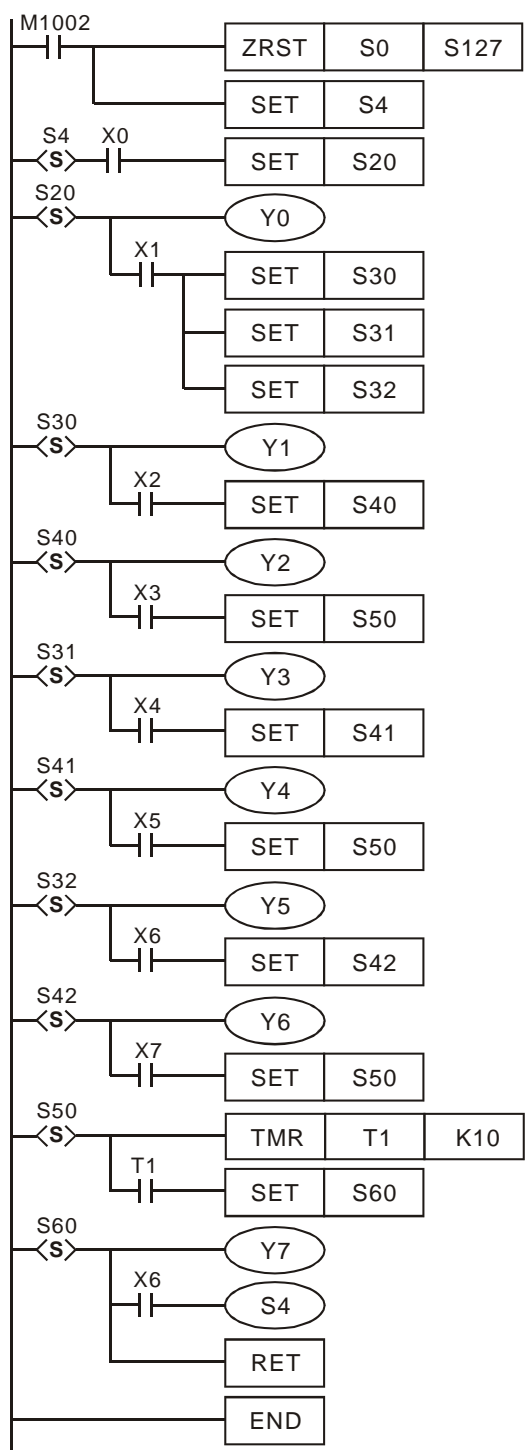 M1002
ZRST S0 S127
SET S4
S4 X0
S SET S20
S20
S Y0
X1
SET S30
SET S31
SET S32
S30
S Y1
X2
SET S40
S40
S Y2
X3
SET S50
S31
S Y3
X4
SET S41
S41
S Y4
X5
SET S50
S32
S Y5
X6
SET S42
S42
S Y6
X7
SET S50
S50
S TMR T1 K10
T1
SET S60
S60
S Y7
X6
S4
RET
END